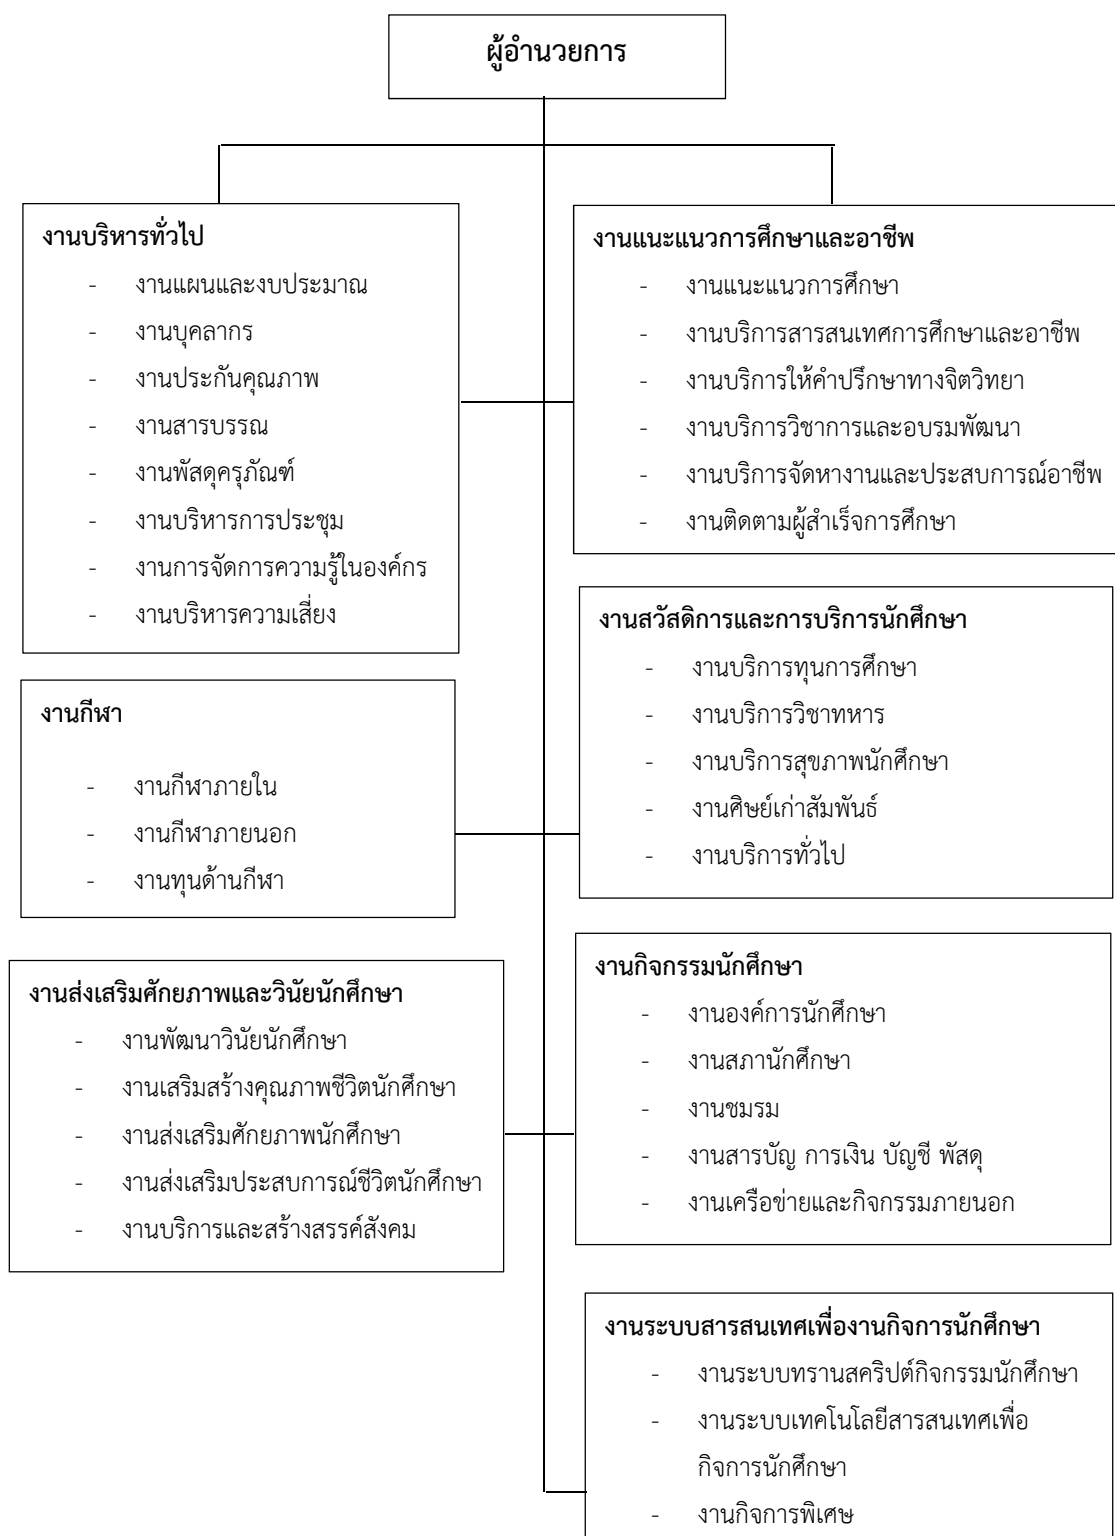 ผู้อำนวยการ
งานบริหารทั่วไป
- งานแผนและงบประมาณ
- งานบุคลากร
- งานประกันคุณภาพ
- งานสารบรรณ
- งานพัสดุครุภัณฑ์
- งานบริหารการประชุม
- งานการจัดการความรู้ในองค์กร
- งานบริหารความเสี่ยง
งานแนะแนวการศึกษาและอาชีพ
- งานแนะแนวการศึกษา
- งานบริการสารสนเทศการศึกษาและอาชีพ
- งานบริการให้คำปรึกษาทางจิตวิทยา
- งานบริการวิชาการและอบรมพัฒนา
- งานบริการจัดหางานและประสบการณ์อาชีพ
- งานติดตามผู้สำเร็จการศึกษา
งานกีฬา
- งานกีฬาภายใน
- งานกีฬาภายนอก
- งานทุนด้านกีฬา
งานสวัสดิการและการบริการนักศึกษา
- งานบริการทุนการศึกษา
- งานบริการวิชาทหาร
- งานบริการสุขภาพนักศึกษา
- งานศิษย์เก่าสัมพันธ์
- งานบริการทั่วไป
งานส่งเสริมศักยภาพและวินัยนักศึกษา
- งานพัฒนาวินัยนักศึกษา
- งานเสริมสร้างคุณภาพชีวิตนักศึกษา
- งานส่งเสริมศักยภาพนักศึกษา
- งานส่งเสริมประสบการณ์ชีวิตนักศึกษา
- งานบริการและสร้างสรรค์สังคม
งานกิจกรรมนักศึกษา
- งานองค์การนักศึกษา
- งานสภานักศึกษา
- งานชมรม
- งานสารบัญ การเงิน บัญชี พัสดุ
- งานเครือข่ายและกิจกรรมภายนอก
งานระบบสารสนเทศเพื่องานกิจการนักศึกษา
- งานระบบทรานสคริปต์กิจกรรมนักศึกษา
- งานระบบเทคโนโลยีสารสนเทศเพื่อ
กิจการนักศึกษา
- งานกิจการพิเศษ